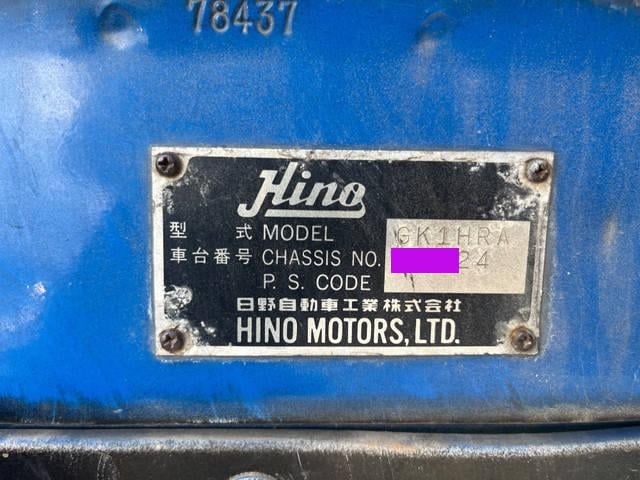 78437
Hino
型 式 MODEL GK1HRA
車台番号 CHASSIS NO. 24
P. S. CODE
日野自動車工業株式会社
HINO MOTORS, LTD.